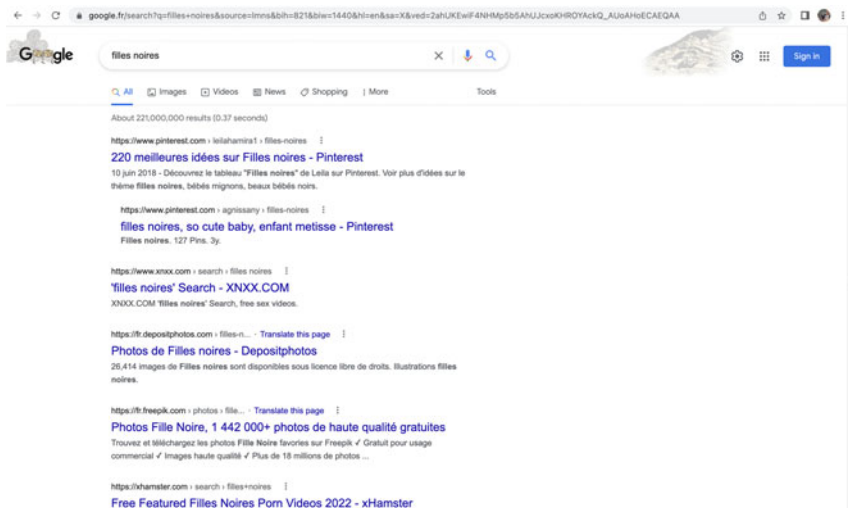 google.fr/search?q=filles+noires&source=lmns&bih=821&biw=1440&hl=en&sa=X&ved=2ahUKEwiF4NHMp5b5AhUJcxoKHROYAckQ_AUoAHoECAEQAA
Google
filles noires
Sign in
All Images Videos News Shopping More Tools
About 221,000,000 results (0.37 seconds)
https://www.pinterest.com › leilahamira1 › filles-noires
220 meilleures idées sur Filles noires - Pinterest
10 juin 2018 - Découvrez le tableau "Filles noires" de Leila sur Pinterest. Voir plus d'idées sur le
thème filles noires, bébés mignons, beaux bébés noirs.
https://www.pinterest.com › agnissany › filles-noires
filles noires, so cute baby, enfant metisse - Pinterest
Filles noires. 127 Pins. 3y.
https://www.xnxx.com › search › filles noires
'filles noires' Search - XNXX.COM
XNXX.COM 'filles noires' Search, free sex videos.
https://fr.depositphotos.com › filles-n... · Translate this page
Photos de Filles noires - Depositphotos
26,414 images de Filles noires sont disponibles sous licence libre de droits. Illustrations filles
noires.
https://fr.freepik.com › photos › fille... · Translate this page
Photos Fille Noire, 1 442 000+ photos de haute qualité gratuites
Trouvez et téléchargez les photos Fille Noire favories sur Freepik ✓ Gratuit pour usage
commercial ✓ Images haute qualité ✓ Plus de 18 millions de photos ...
https://xhamster.com › search › filles+noires
Free Featured Filles Noires Porn Videos 2022 - xHamster